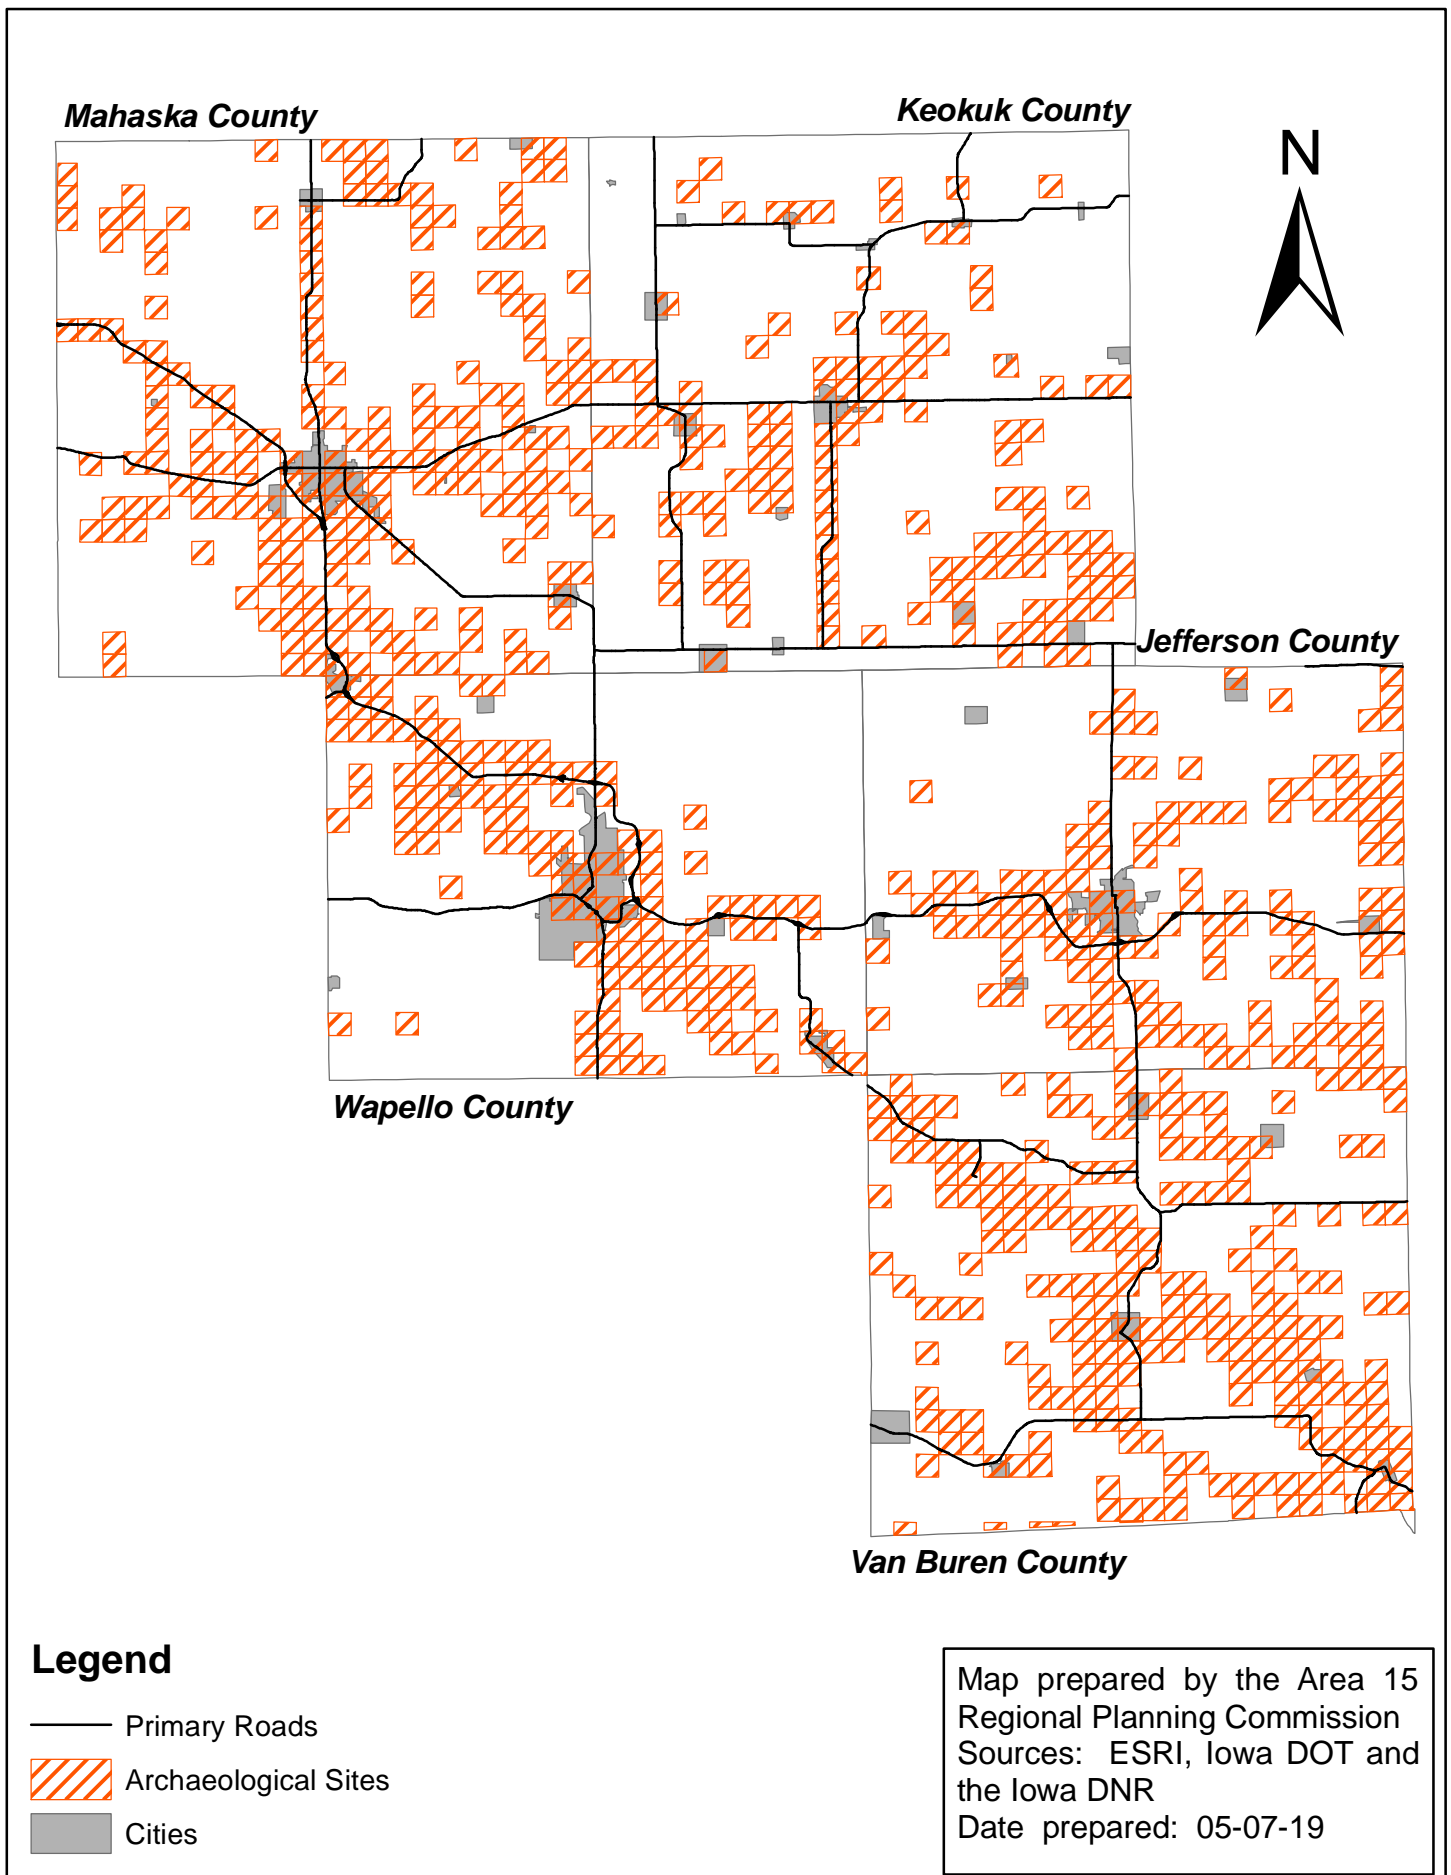 Mahaska County
Keokuk County
N
Jefferson County
Wapello County
Van Buren County
Legend
Primary Roads
Archaeological Sites
Cities
Map prepared by the Area 15
Regional Planning Commission
Sources: ESRI, Iowa DOT and
the Iowa DNR
Date prepared: 05-07-19